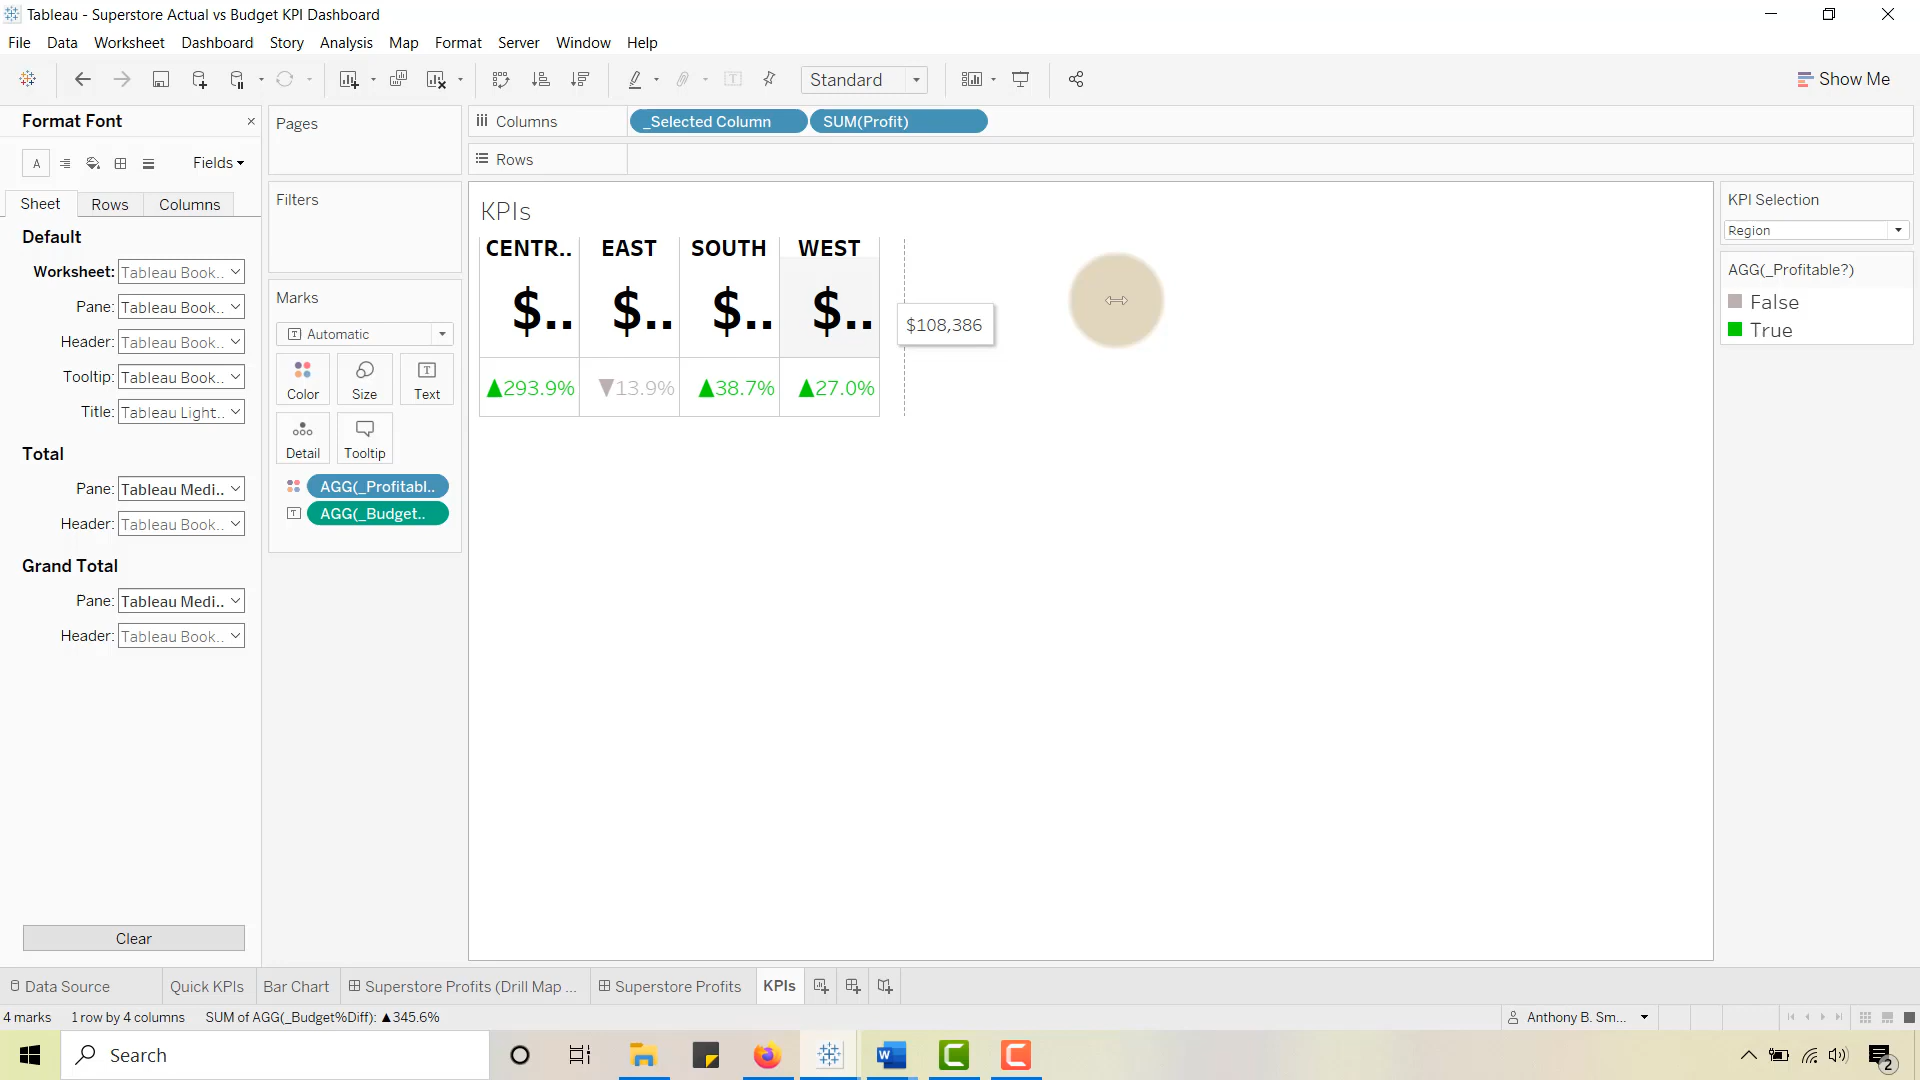 Tableau - Superstore Actual vs Budget KPI Dashboard
File Data Worksheet Dashboard Story Analysis Map Format Server Window Help
Standard
Show Me
Format Font
Fields
Sheet Rows Columns
Default
Worksheet: Tableau Book..
Pane: Tableau Book..
Header: Tableau Book..
Tooltip: Tableau Book..
Title: Tableau Light..
Total
Pane: Tableau Medi..
Header: Tableau Book..
Grand Total
Pane: Tableau Medi..
Header: Tableau Book..
Clear
Pages
Filters
Marks
Automatic
Color Size Text
Detail Tooltip
AGG(_Profitabl..
AGG(_Budget..
Columns _Selected Column SUM(Profit)
Rows
KPIs
CENTR.. EAST SOUTH WEST
$.. $.. $.. $..
▲293.9% ▼13.9% ▲38.7% ▲27.0%
$108,386
KPI Selection
Region
AGG(_Profitable?)
False
True
Data Source Quick KPIs Bar Chart Superstore Profits (Drill Map ... Superstore Profits KPIs
4 marks 1 row by 4 columns SUM of AGG(_Budget%Diff): ▲345.6% Anthony B. Sm...
Search
2